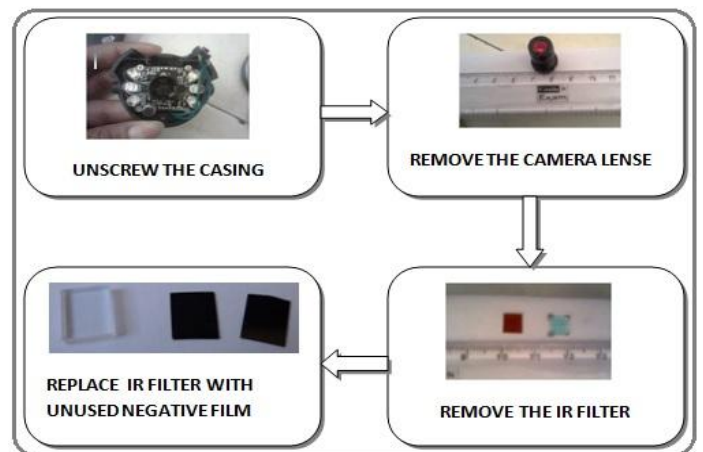 UNSCREW THE CASING
REMOVE THE CAMERA LENSE
REMOVE THE IR FILTER
REPLACE IR FILTER WITH
UNUSED NEGATIVE FILM